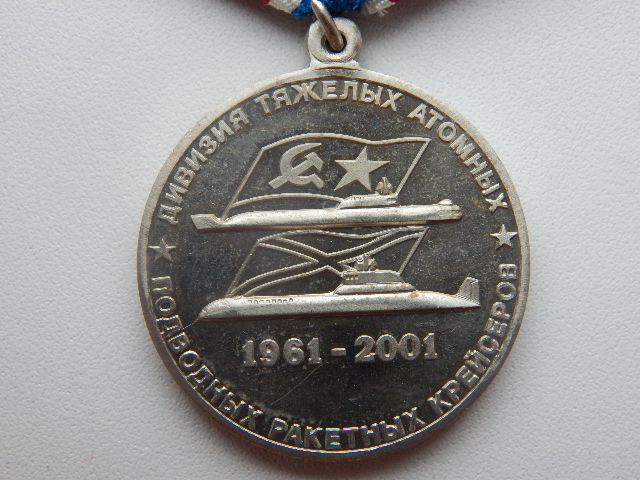 ДИВИЗИЯ ТЯЖЕЛЫХ АТОМНЫХ
ПОДВОДНЫХ РАКЕТНЫХ КРЕЙСЕРОВ
1961-2001